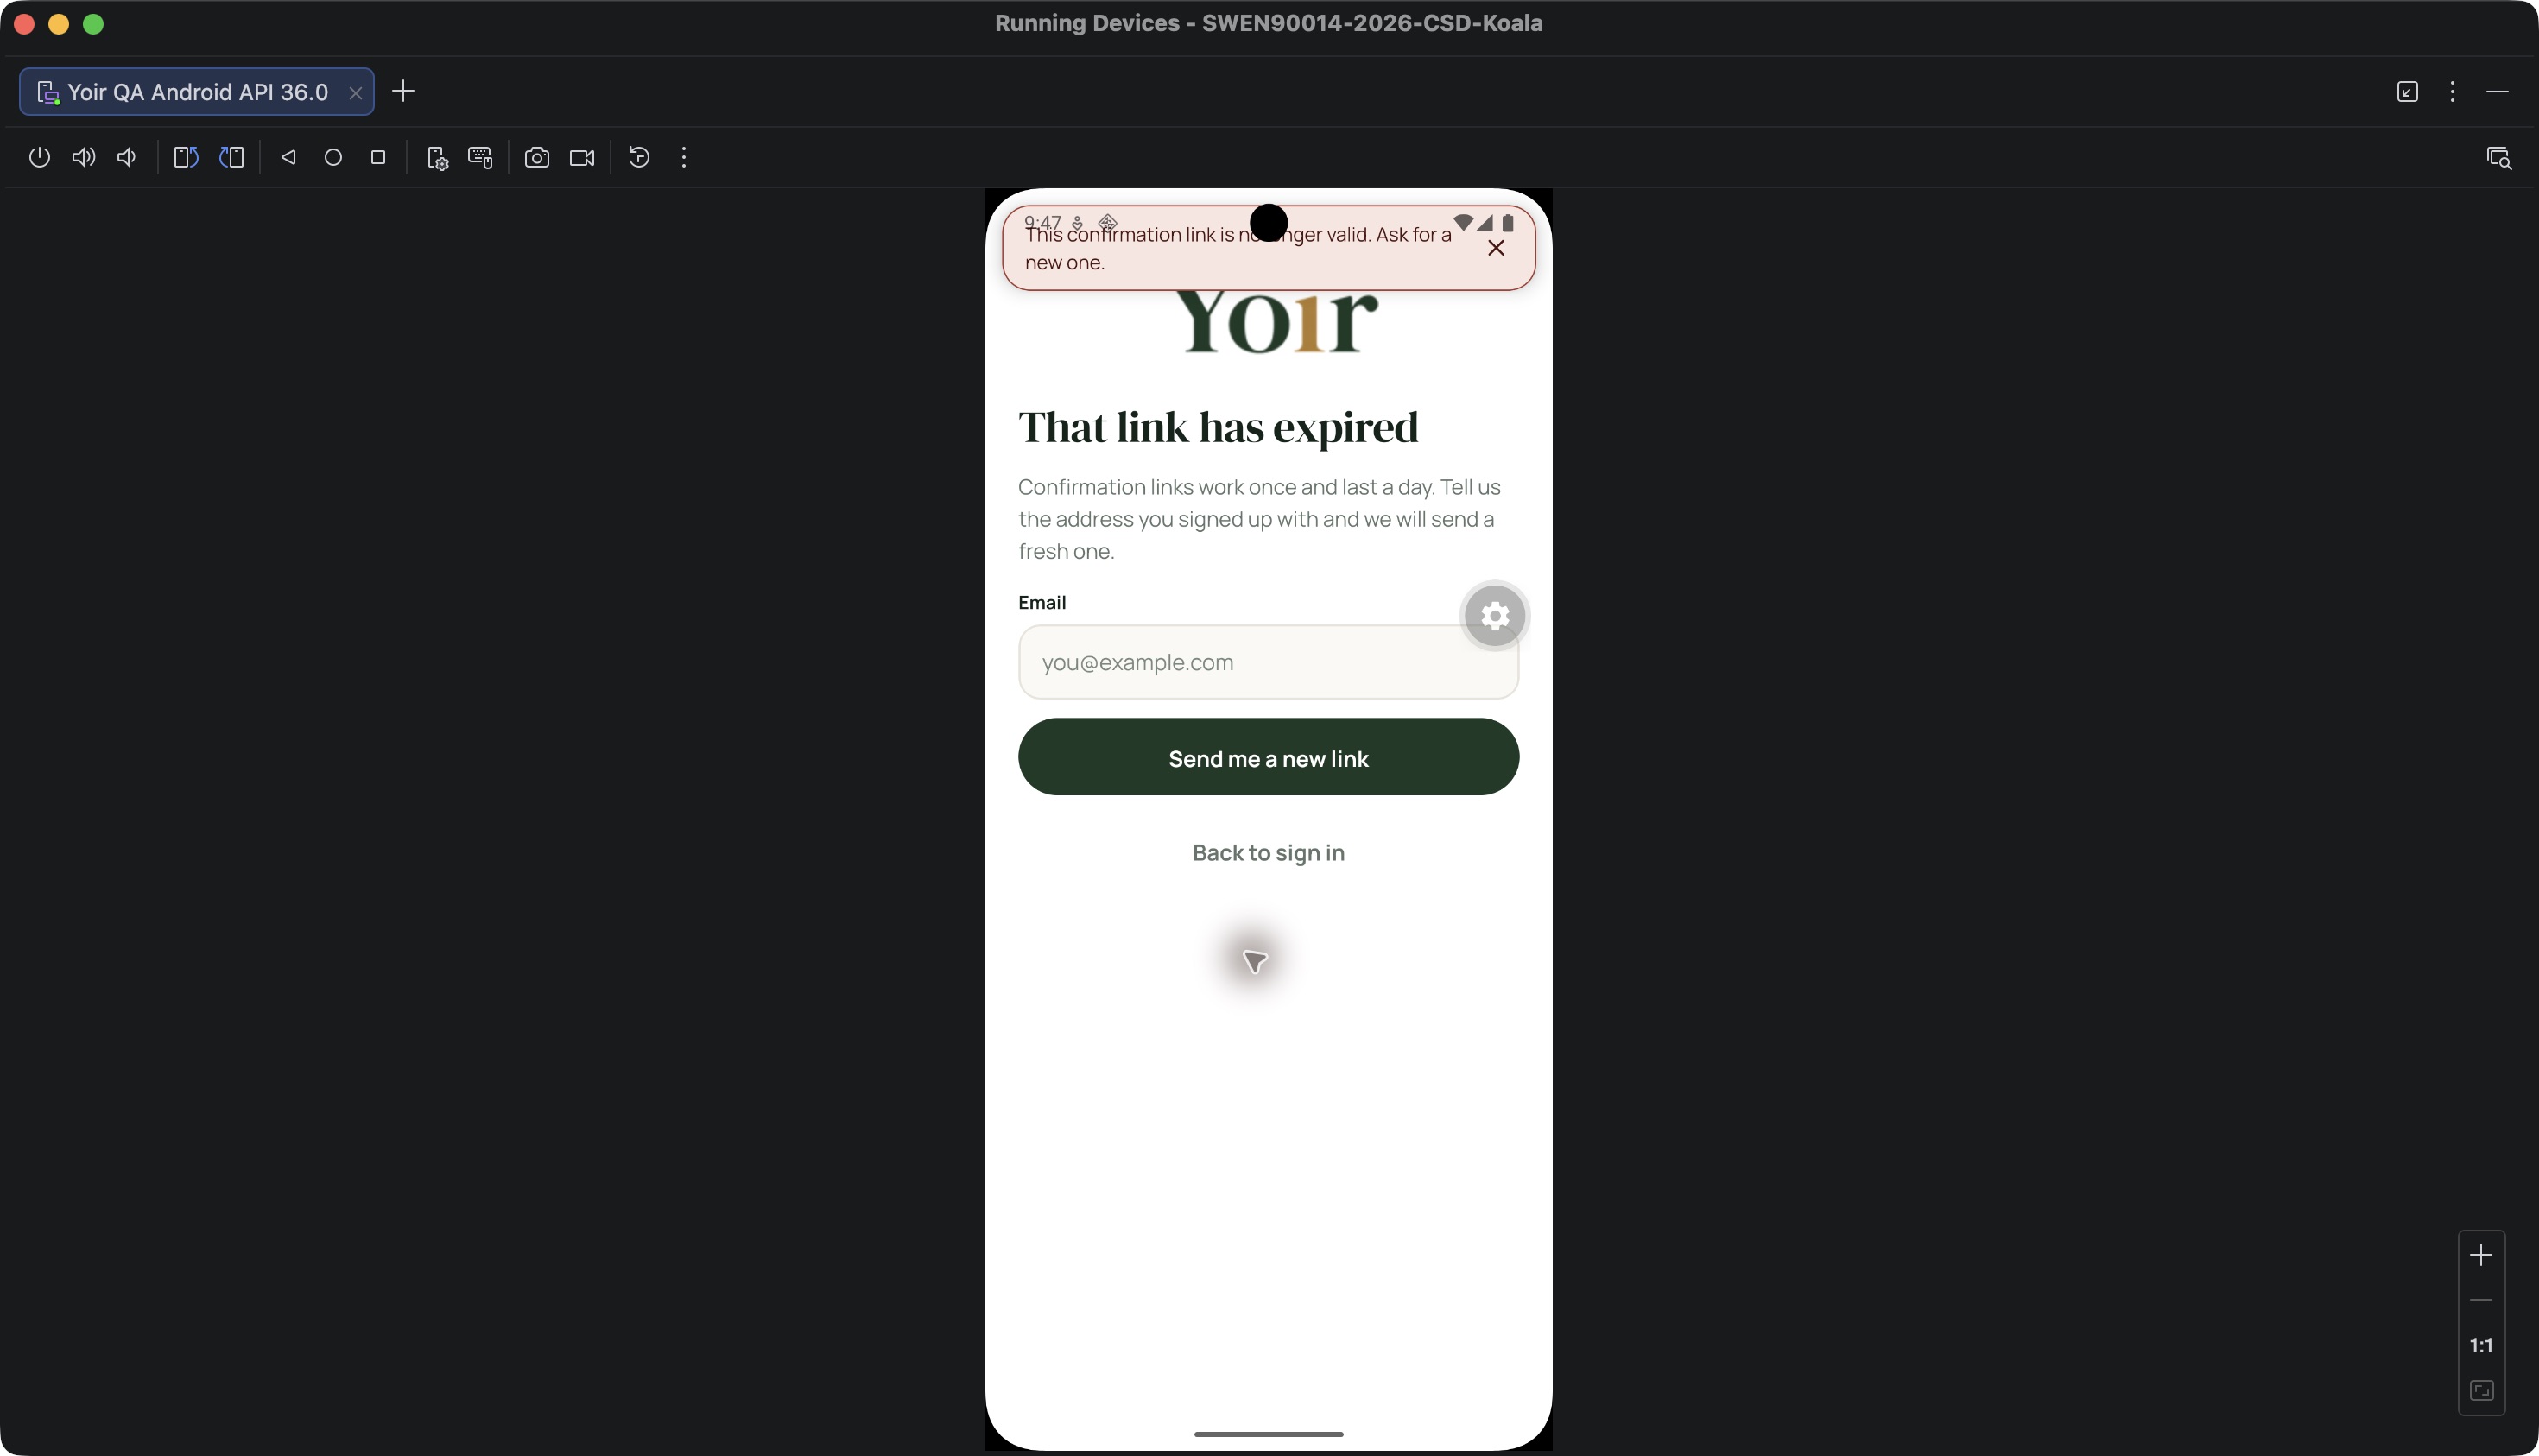 Running Devices - SWEN90014-2026-CSD-Koala
Yoir QA Android API 36.0
9:47
This confirmation link is no nger valid. Ask for a
new one.
Yoir
That link has expired
Confirmation links work once and last a day. Tell us
the address you signed up with and we will send a
fresh one.
Email
you@example.com
Send me a new link
Back to sign in
1:1